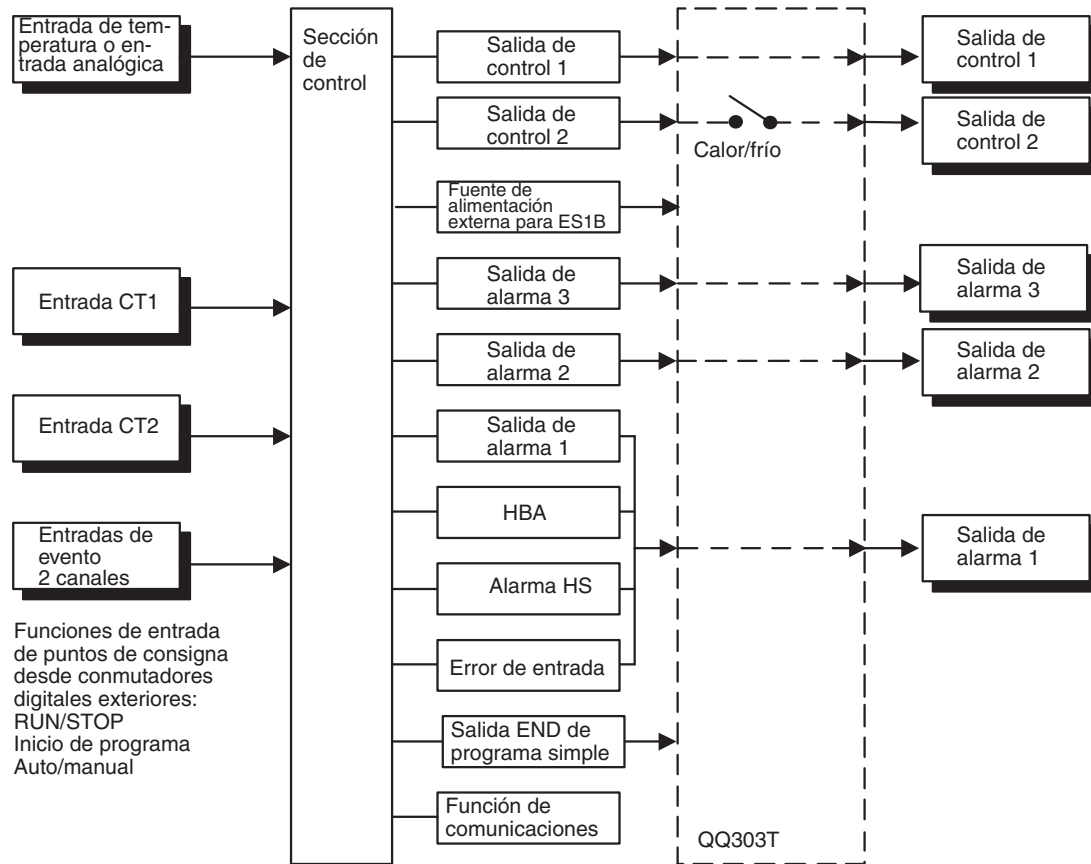 Entrada de tem-
peratura o en-
trada analógica
Entrada CT1
Entrada CT2
Entradas de
evento
2 canales
Funciones de entrada
de puntos de consigna
desde conmutadores
digitales exteriores:
RUN/STOP
Inicio de programa
Auto/manual
Sección
de
control
Salida de
control 1
Salida de
control 2
Fuente de
alimentación
externa para ES1B
Salida de
alarma 3
Salida de
alarma 2
Salida de
alarma 1
HBA
Alarma HS
Error de entrada
Salida END de
programa simple
Función de
comunicaciones
Calor/frío
QQ303T
Salida de
control 1
Salida de
control 2
Salida de
alarma 3
Salida de
alarma 2
Salida de
alarma 1